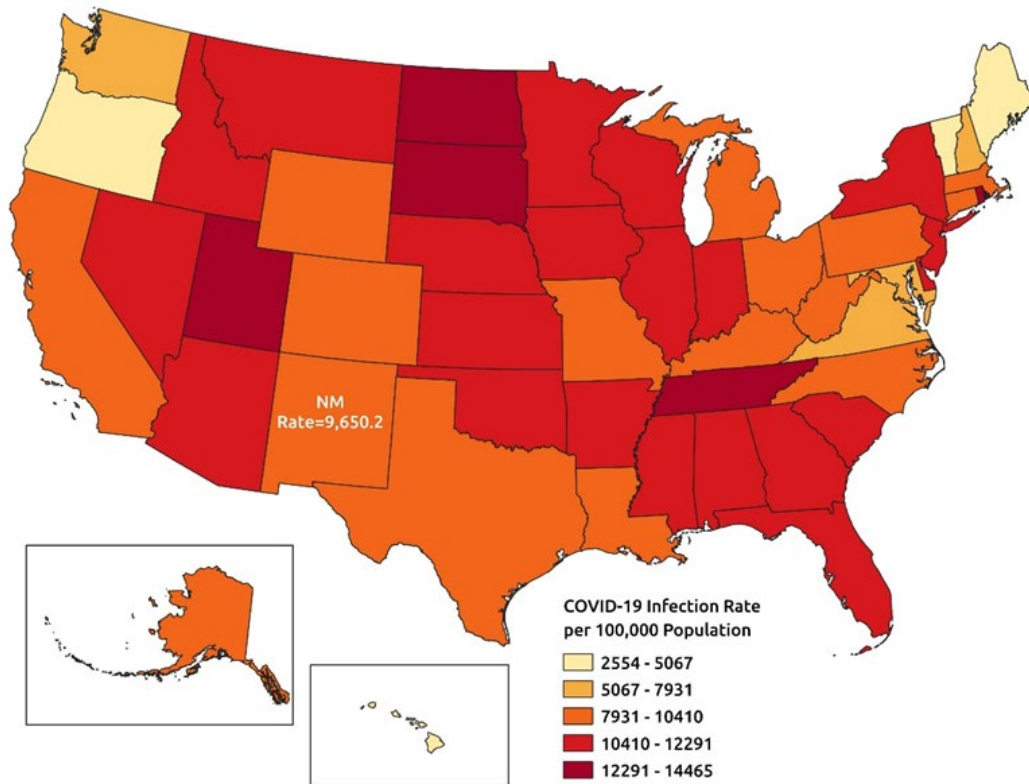 NM
Rate=9,650.2
COVID-19 Infection Rate
per 100,000 Population
2554 - 5067
5067 - 7931
7931 - 10410
10410 - 12291
12291 - 14465